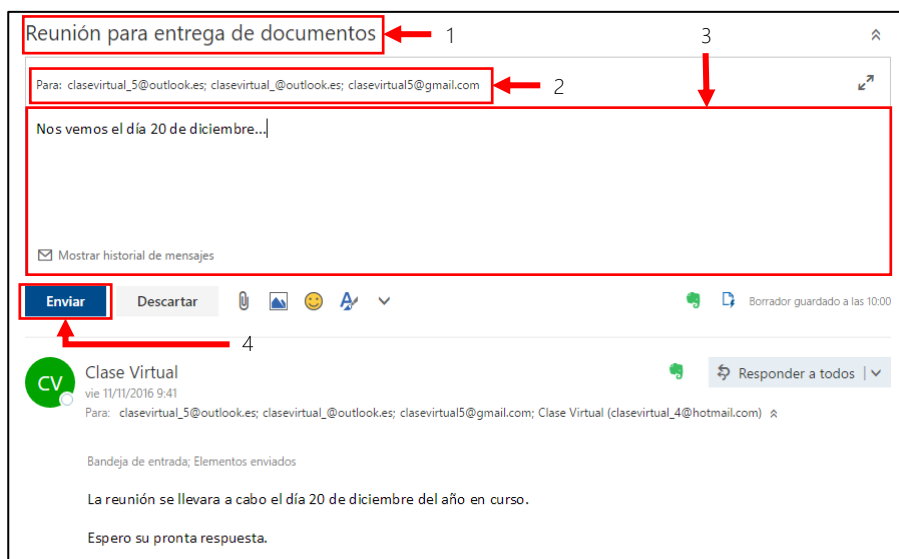 Reunión para entrega de documentos
1
3
Para: clasevirtual_5@outlook.es; clasevirtual_@outlook.es; clasevirtual5@gmail.com
2
Nos vemos el día 20 de diciembre...
Mostrar historial de mensajes
Enviar Descartar Borrador guardado a las 10:00
4
CV
Clase Virtual
Responder a todos
vie 11/11/2016 9:41
Para: clasevirtual_5@outlook.es; clasevirtual_@outlook.es; clasevirtual5@gmail.com; Clase Virtual (clasevirtual_4@hotmail.com)
Bandeja de entrada; Elementos enviados
La reunión se llevara a cabo el día 20 de diciembre del año en curso.
Espero su pronta respuesta.